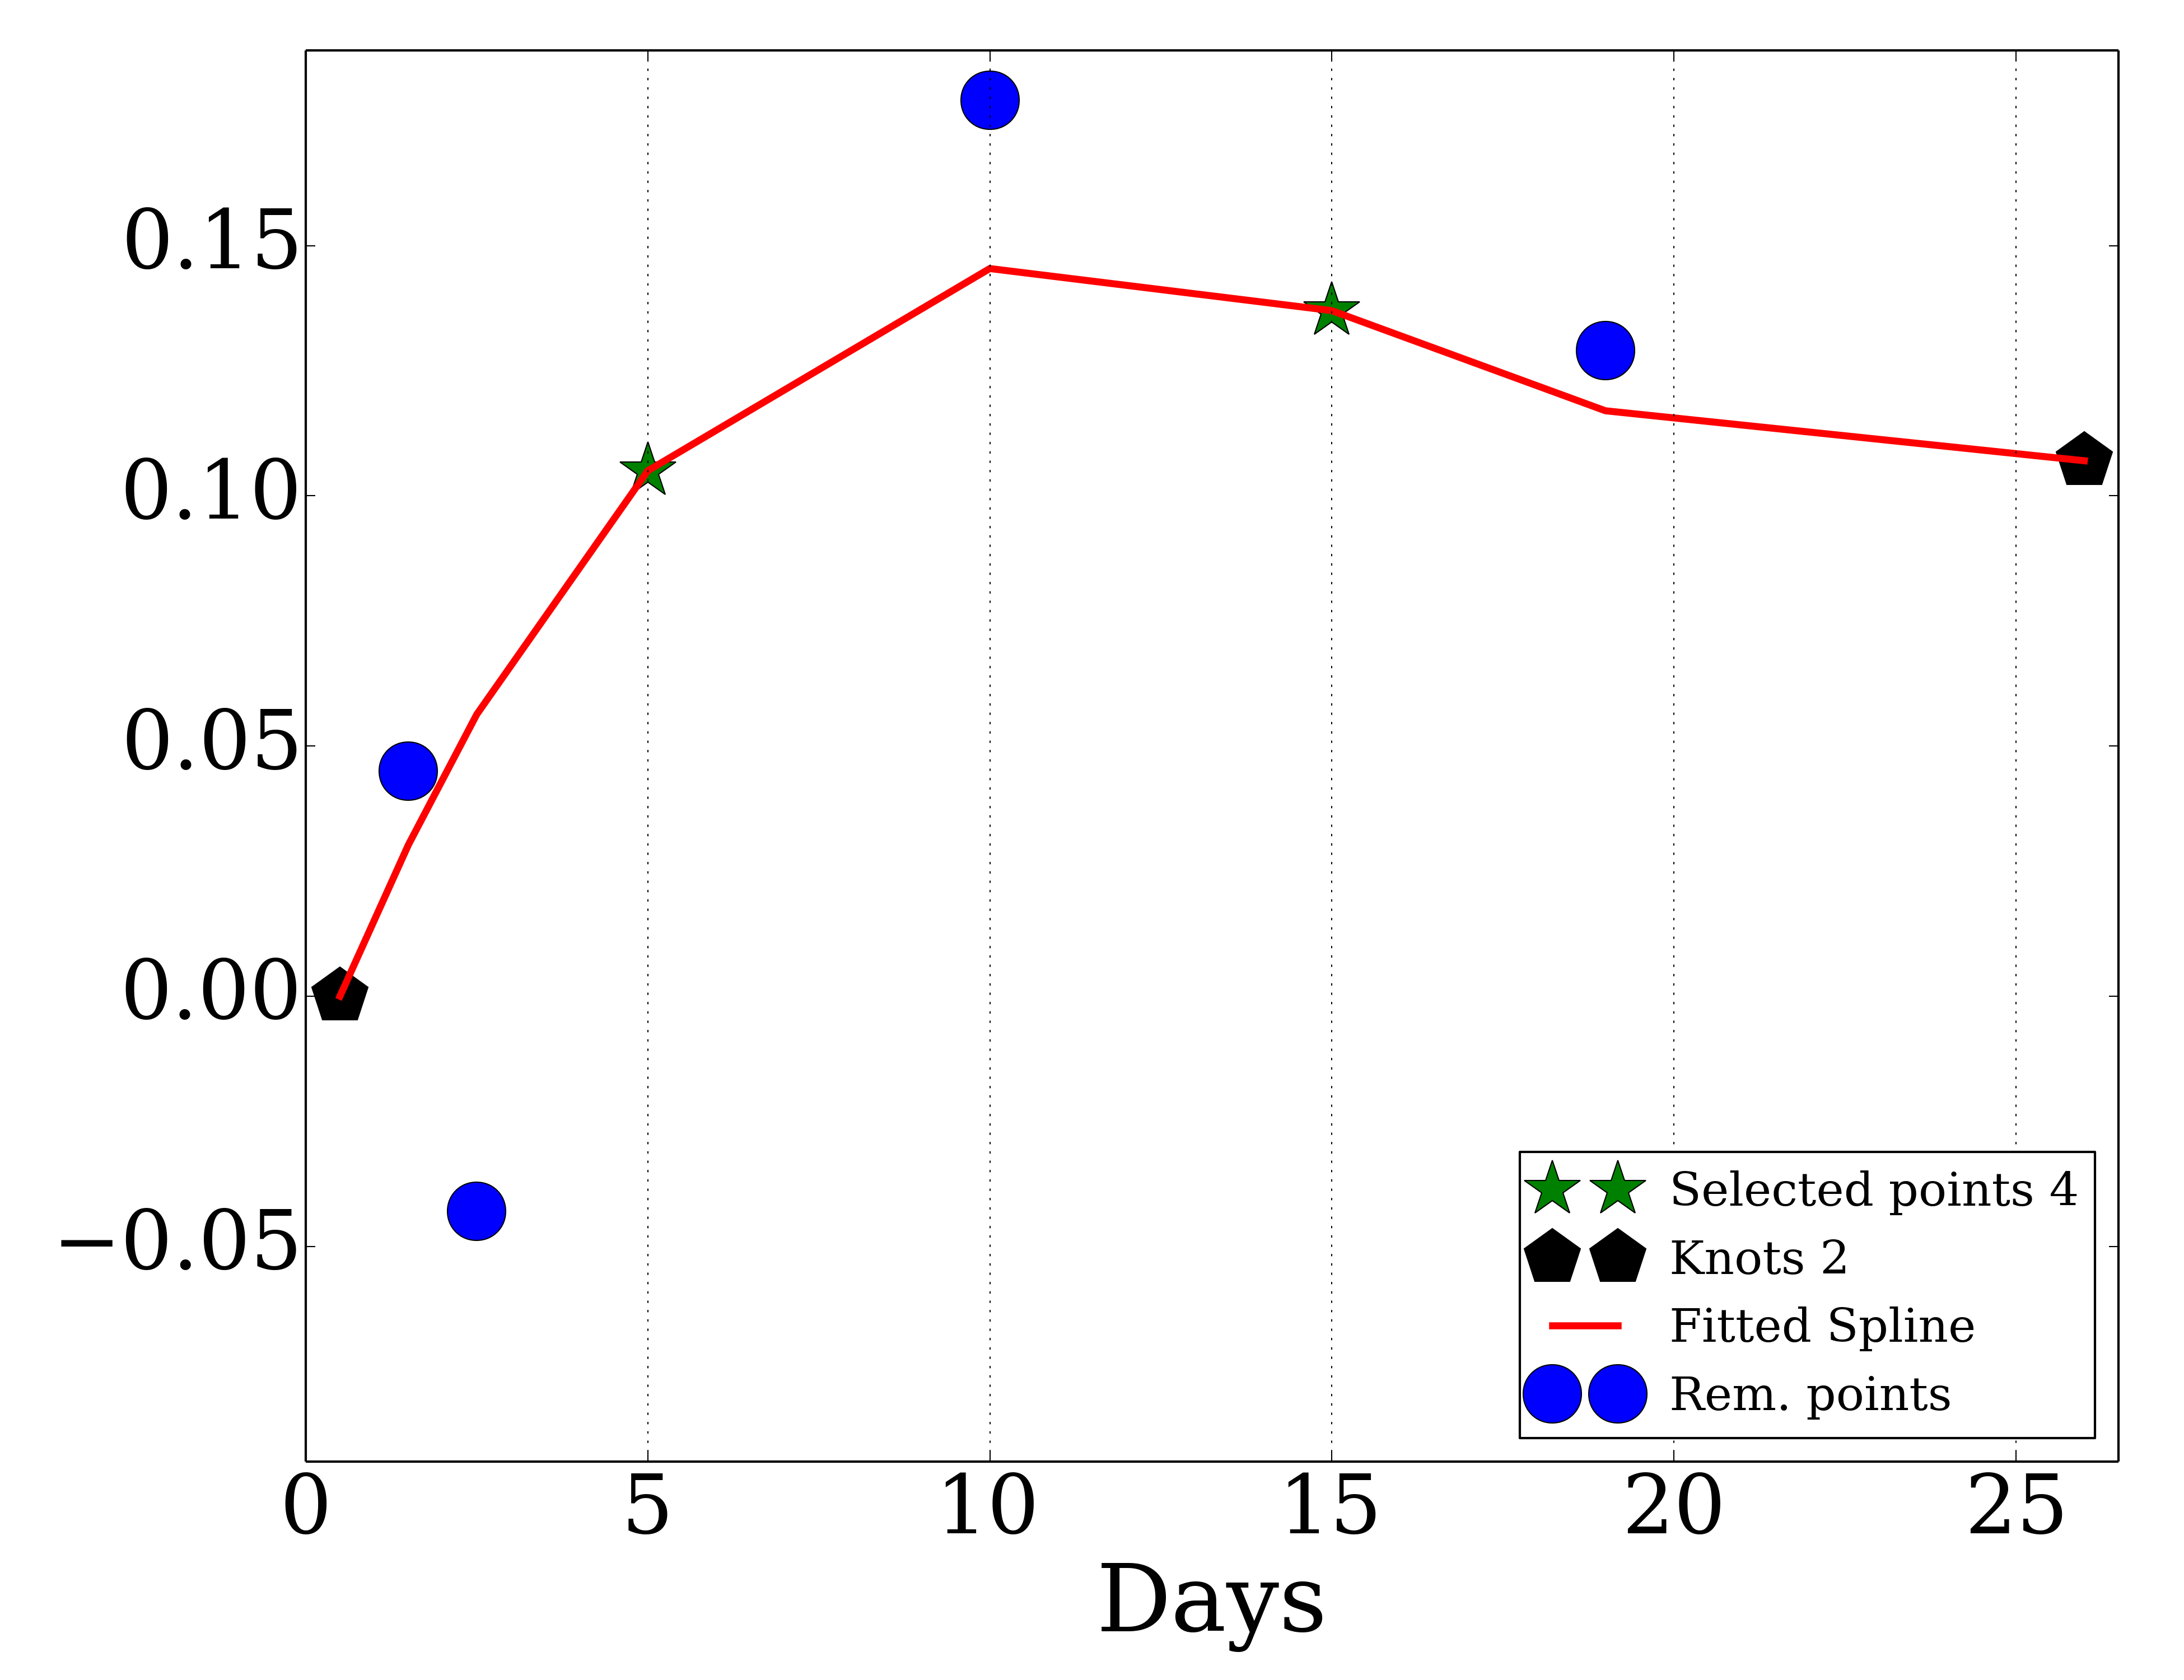 0.15
0.10
0.05
0.00
−0.05
0 5 10 15 20 25
Days
Selected points 4
Knots 2
Fitted Spline
Rem. points